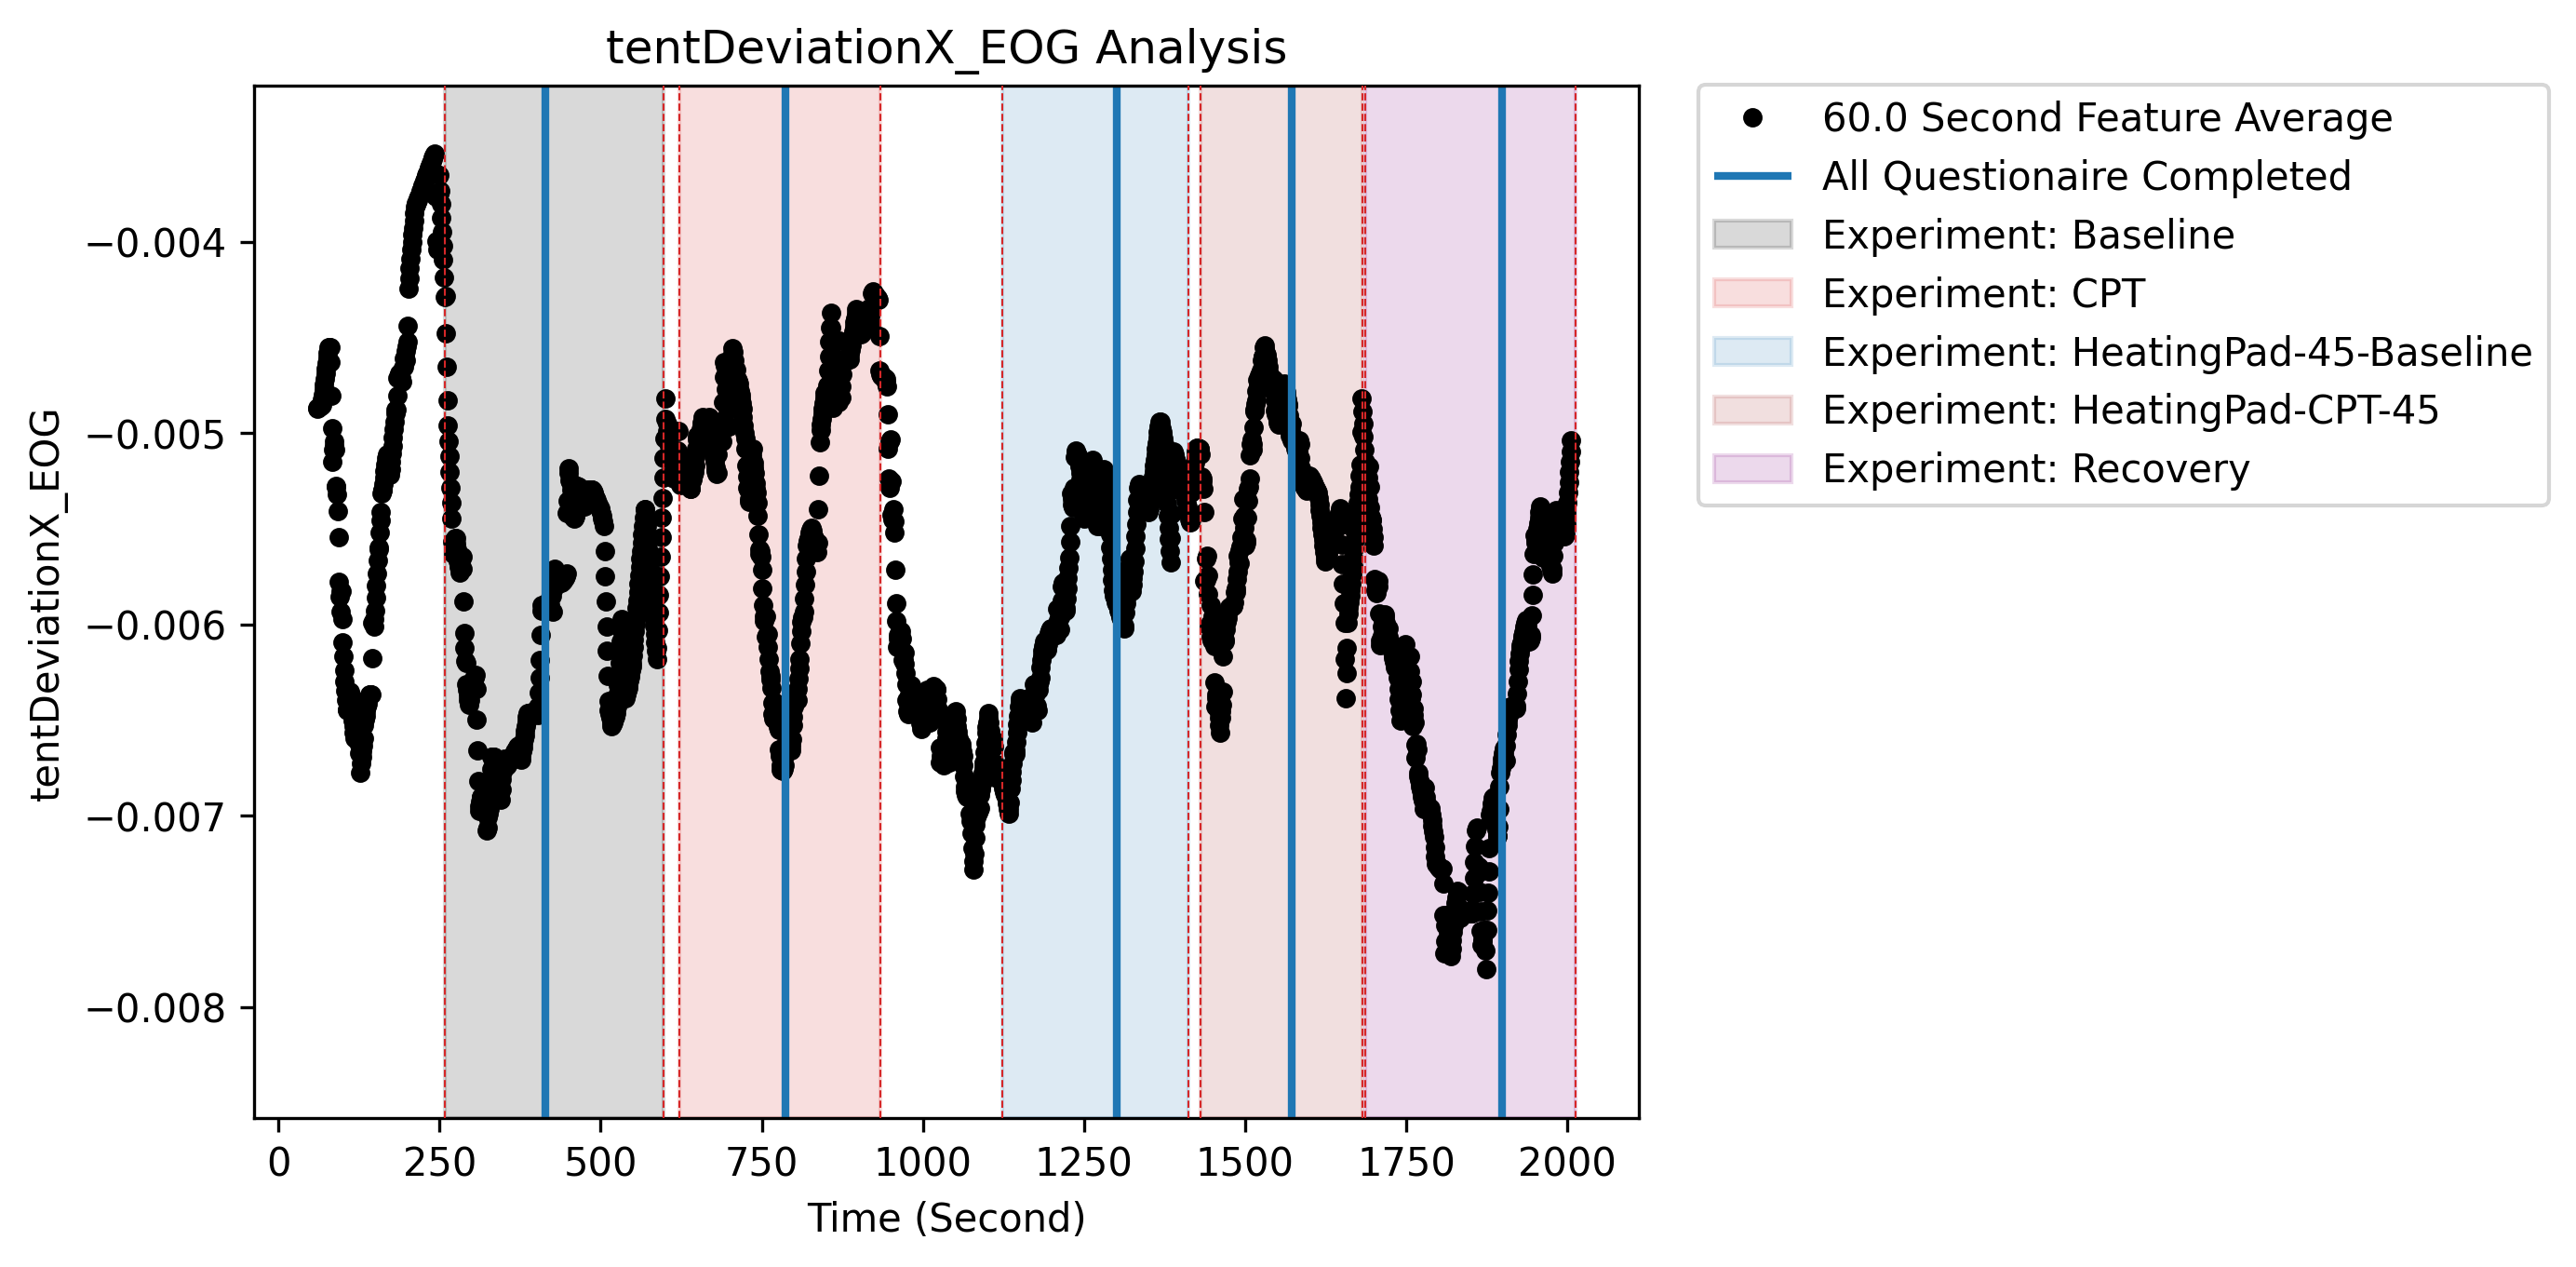 tentDeviationX_EOG Analysis
tentDeviationX_EOG
−0.004
−0.005
−0.006
−0.007
−0.008
0 250 500 750 1000 1250 1500 1750 2000
Time (Second)
60.0 Second Feature Average
All Questionaire Completed
Experiment: Baseline
Experiment: CPT
Experiment: HeatingPad-45-Baseline
Experiment: HeatingPad-CPT-45
Experiment: Recovery